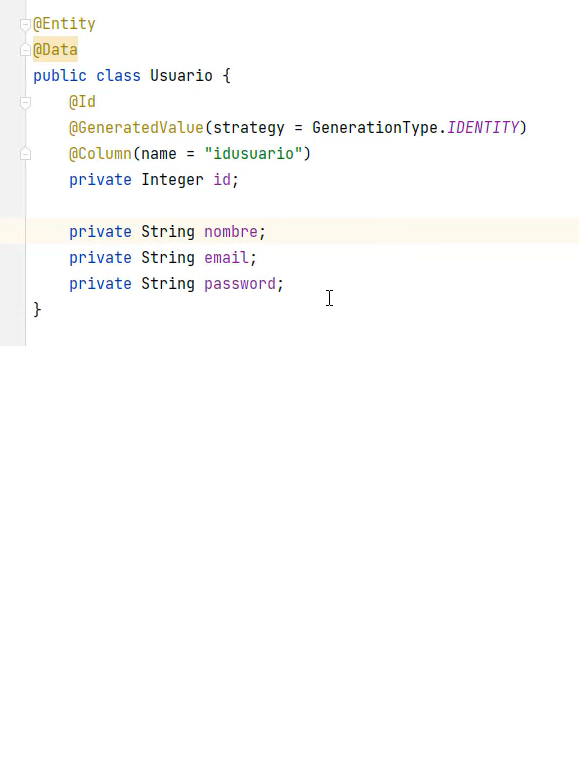 @Entity
@Data
public class Usuario {
    @Id
    @GeneratedValue(strategy = GenerationType.IDENTITY)
    @Column(name = "idusuario")
    private Integer id;

    private String nombre;
    private String email;
    private String password;
}